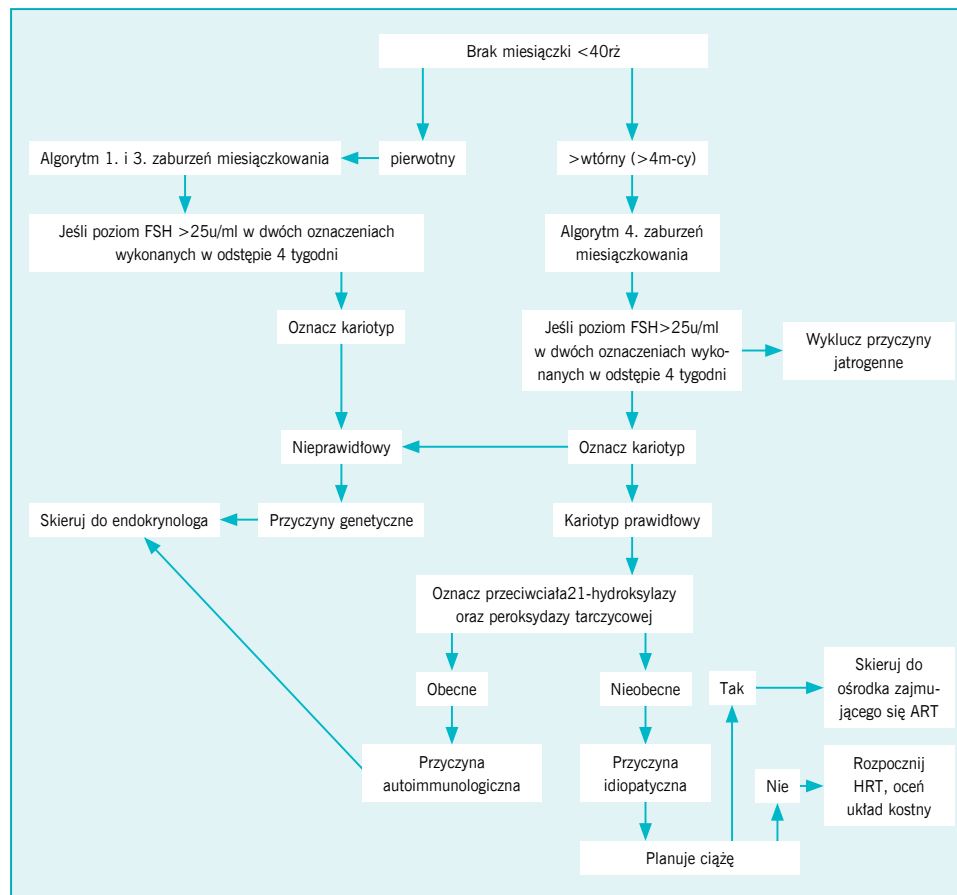 Brak miesiączki <40rż
Algorytm 1. i 3. zaburzeń miesiączkowania
pierwotny
>wtórny (>4m-cy)
Jeśli poziom FSH >25u/ml w dwóch oznaczeniach
wykonanych w odstępie 4 tygodni
Algorytm 4. zaburzeń
miesiączkowania
Oznacz kariotyp
Jeśli poziom FSH>25u/ml
w dwóch oznaczeniach wyko-
nanych w odstępie 4 tygodni
Wyklucz przyczyny
jatrogenne
Nieprawidłowy
Oznacz kariotyp
Skieruj do endokrynologa
Przyczyny genetyczne
Kariotyp prawidłowy
Oznacz przeciwciała21-hydroksylazy
oraz peroksydazy tarczycowej
Obecne
Nieobecne
Tak
Skieruj do
ośrodka zajmu-
jącego się ART
Przyczyna
autoimmunologiczna
Przyczyna
idiopatyczna
Nie
Rozpocznij
HRT, oceń
układ kostny
Planuje ciążę